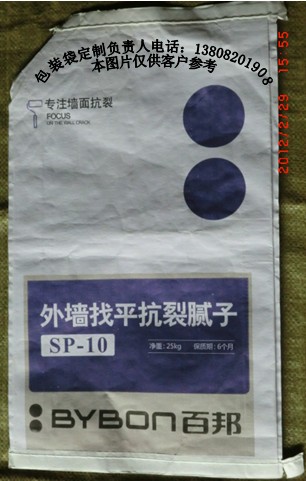 包装袋定制负责人电话：13808201908
本图片仅供客户参考
专注墙面抗裂
FOCUS
ON THE WALL CRACK
外墙找平抗裂腻子
SP-10
净重：25kg 保质期：6个月
BYBON百邦
2012/2/29 15:55